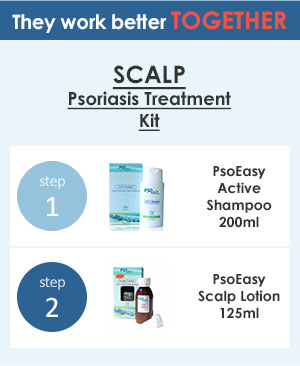 They work better TOGETHER
SCALP
Psoriasis Treatment
Kit
step
1
PsoEasy
Active
Shampoo
200ml
step
2
PsoEasy
Scalp Lotion
125ml